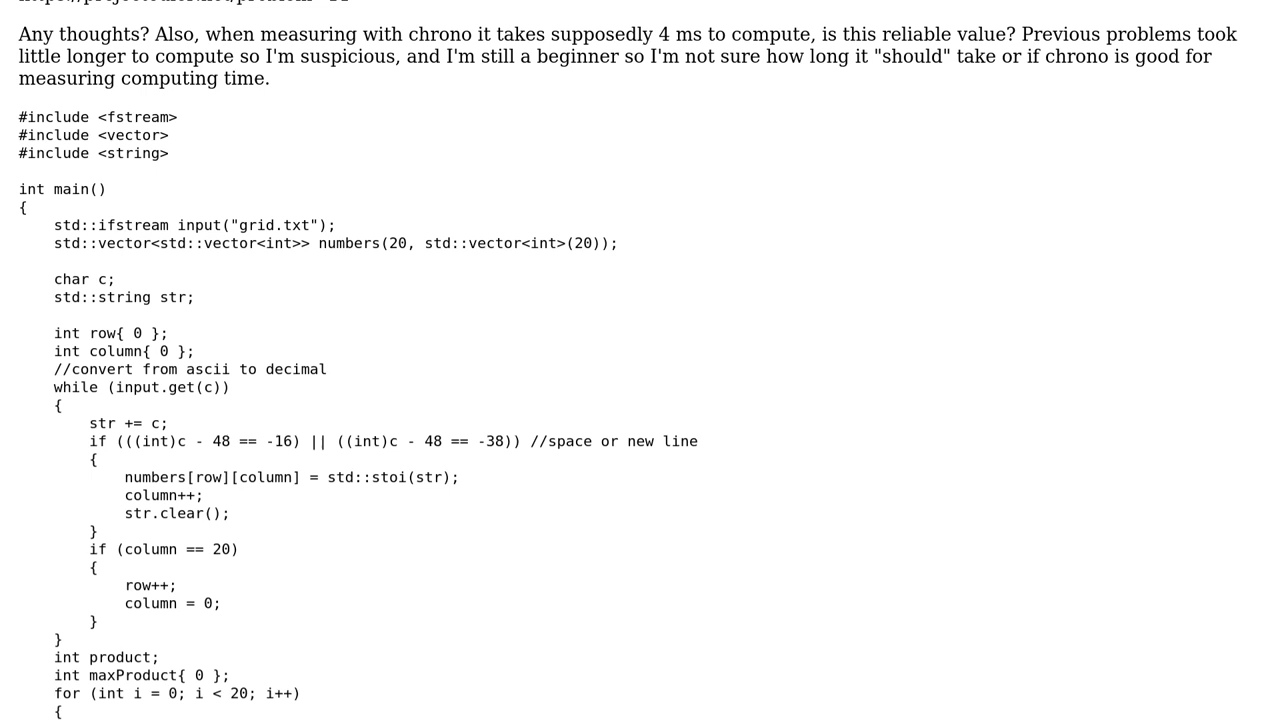 Any thoughts? Also, when measuring with chrono it takes supposedly 4 ms to compute, is this reliable value? Previous problems took
little longer to compute so I'm suspicious, and I'm still a beginner so I'm not sure how long it "should" take or if chrono is good for
measuring computing time.
#include <fstream>
#include <vector>
#include <string>
int main()
{
    std::ifstream input("grid.txt");
    std::vector<std::vector<int>> numbers(20, std::vector<int>(20));
    char c;
    std::string str;
    int row{ 0 };
    int column{ 0 };
    //convert from ascii to decimal
    while (input.get(c))
    {
        str += c;
        if (((int)c - 48 == -16) || ((int)c - 48 == -38)) //space or new line
        {
            numbers[row][column] = std::stoi(str);
            column++;
            str.clear();
        }
        if (column == 20)
        {
            row++;
            column = 0;
        }
    }
    int product;
    int maxProduct{ 0 };
    for (int i = 0; i < 20; i++)
    {